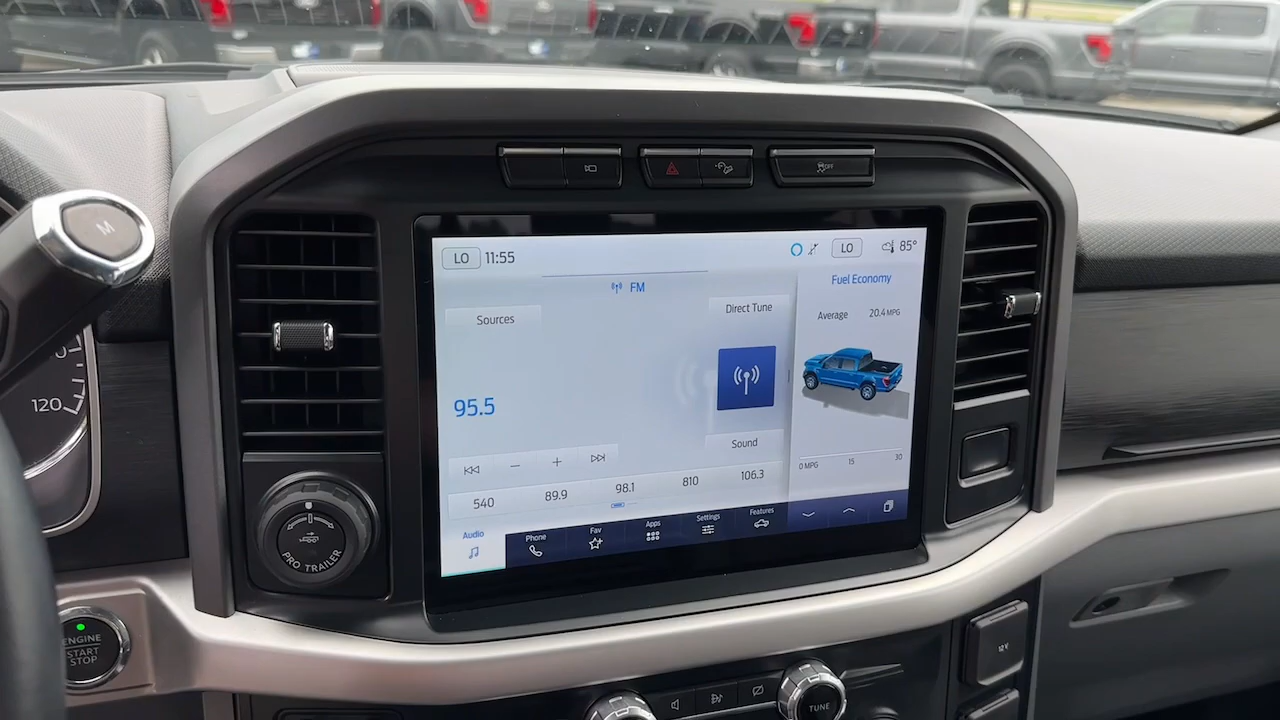 M
OFF
LO 11:55
LO 85°
FM
Fuel Economy
Sources
Direct Tune
Average 20.4 MPG
95.5
Sound
0 MPG 15 30
540 89.9 98.1 810 106.3
Audio
Phone
Fav
Apps
Settings
Features
120
PRO TRAILER
ENGINE
START
STOP
12V
TUNE